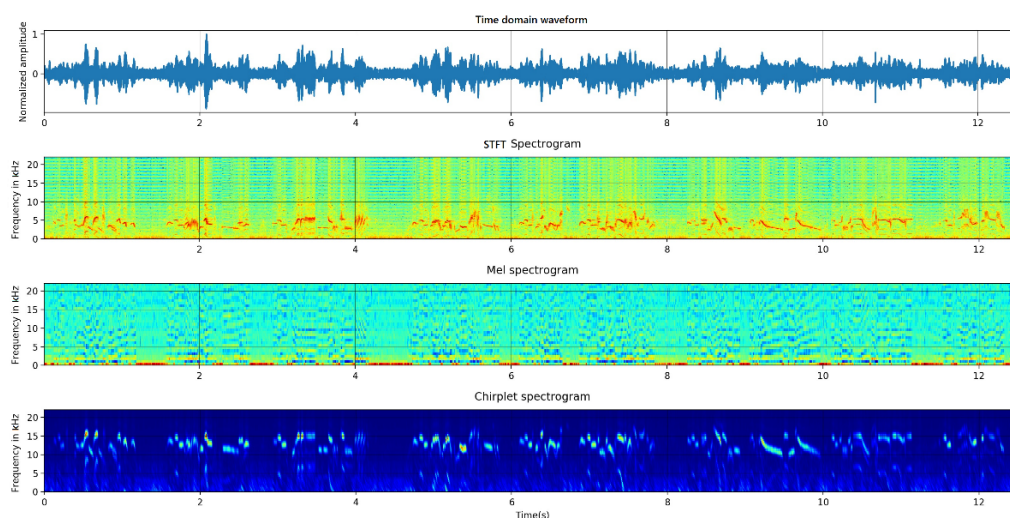 Time domain waveform
Normalized amplitude
1
0
0 2 4 6 8 10 12
STFT Spectrogram
Frequency in kHz
20
15
10
5
0
0 2 4 6 8 10 12
Mel spectrogram
Frequency in kHz
20
15
10
5
0
0 2 4 6 8 10 12
Chirplet spectrogram
Frequency in kHz
20
15
10
5
0
0 2 4 6 8 10 12
Time(s)